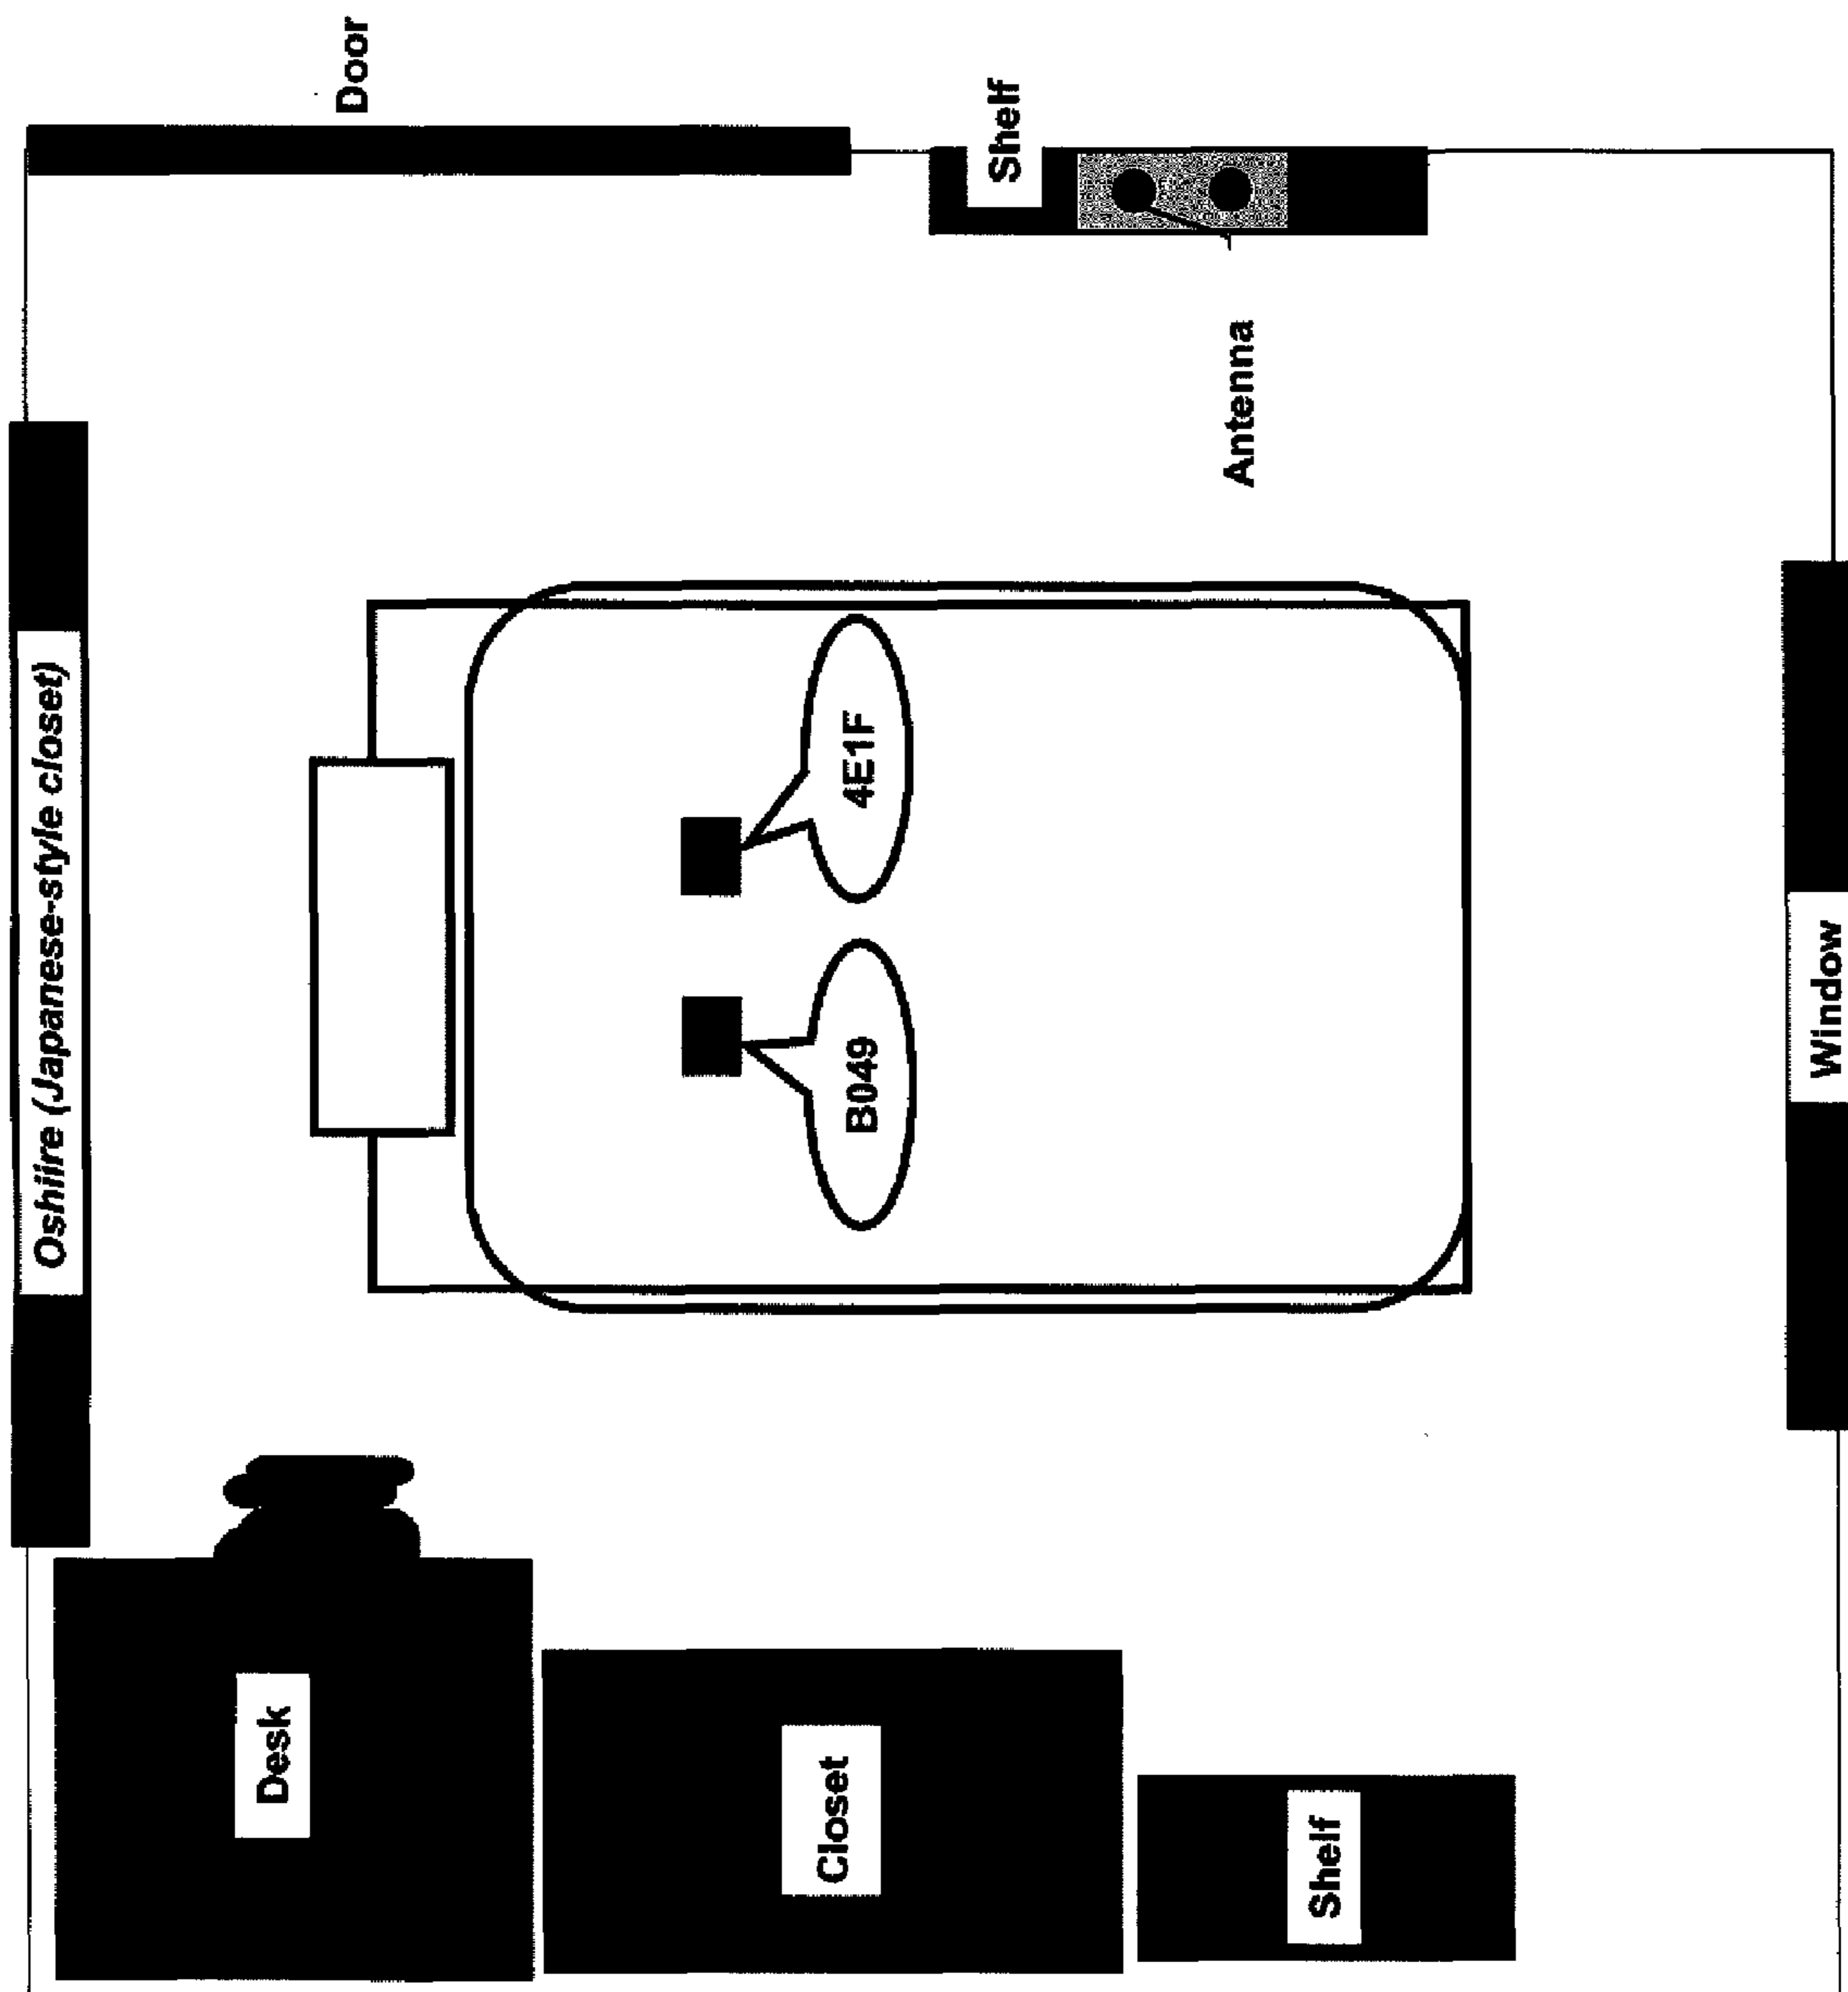 Door
Shelf
Antenna
Oshiire (Japanese-style closet)
4E1F
B049
Window
Desk
Closet
Shelf